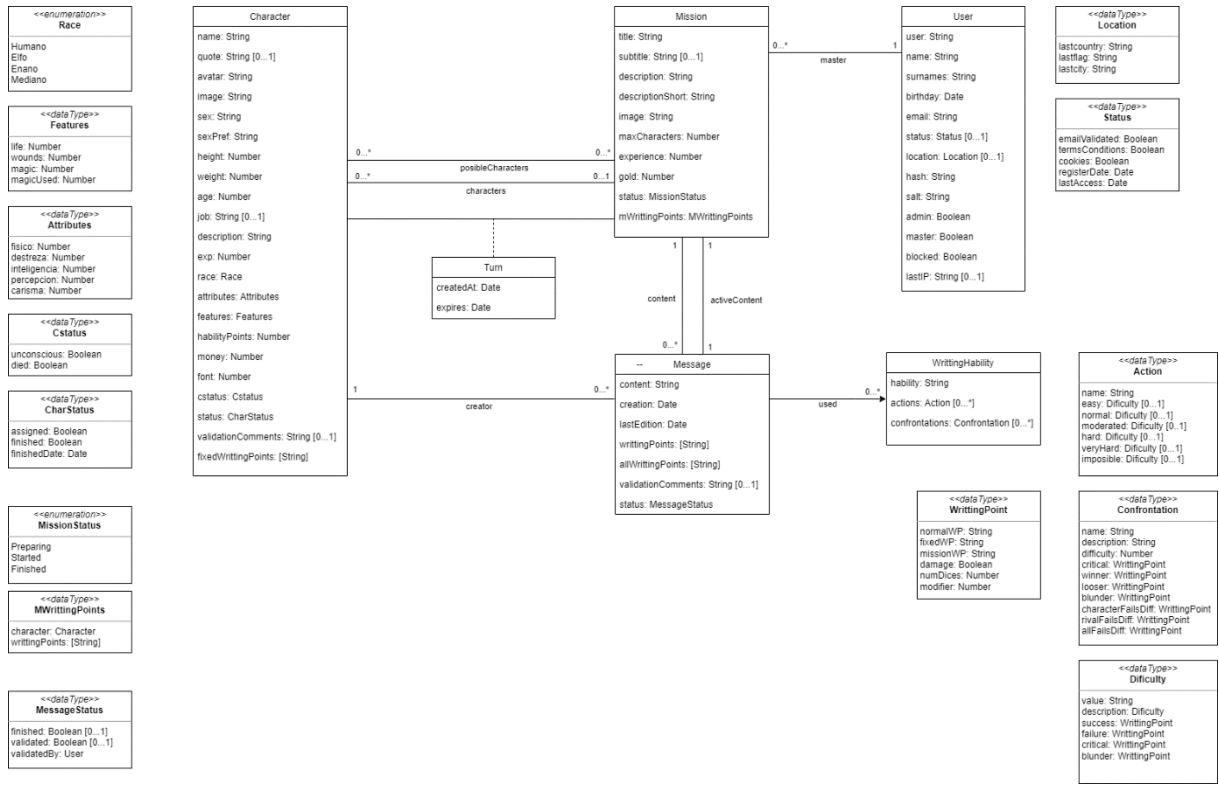 <<enumeration>>
Race
Humano
Elfo
Enano
Mediano
<<dataType>>
Features
life: Number
wounds: Number
magic: Number
magicUsed: Number
<<dataType>>
Attributes
fisico: Number
destreza: Number
inteligencia: Number
percepcion: Number
carisma: Number
<<dataType>>
Cstatus
unconscious: Boolean
died: Boolean
<<dataType>>
CharStatus
assigned: Boolean
finished: Boolean
finishedDate: Date
<<enumeration>>
MissionStatus
Preparing
Started
Finished
<<dataType>>
MWrittingPoints
character: Character
writtingPoints: [String]
<<dataType>>
MessageStatus
finished: Boolean [0...1]
validated: Boolean [0...1]
validatedBy: User
Character
name: String
quote: String [0...1]
avatar: String
image: String
sex: String
sexPref: String
height: Number
weight: Number
age: Number
job: String [0...1]
description: String
exp: Number
race: Race
attributes: Attributes
features: Features
habilityPoints: Number
money: Number
font: Number
cstatus: Cstatus
status: CharStatus
validationComments: String [0...1]
fixedWrittingPoints: [String]
0...*
0...*
posibleCharacters
0...*
0...1
characters
Turn
createdAt: Date
expires: Date
1
0...*
creator
Mission
title: String
subtitle: String [0...1]
description: String
descriptionShort: String
image: String
maxCharacters: Number
experience: Number
gold: Number
status: MissionStatus
mWrittingPoints: MWrittingPoints
0...*
1
master
1
1
content
activeContent
0...*
1
-- Message
content: String
creation: Date
lastEdition: Date
writtingPoints: [String]
allWrittingPoints: [String]
validationComments: String [0...1]
status: MessageStatus
0...*
used
User
user: String
name: String
surnames: String
birthday: Date
email: String
status: Status [0...1]
location: Location [0...1]
hash: String
salt: String
admin: Boolean
master: Boolean
blocked: Boolean
lastIP: String [0...1]
WrittingHability
hability: String
actions: Action [0...*]
confrontations: Confrontation [0...*]
<<dataType>>
WrittingPoint
normalWP: String
fixedWP: String
missionWP: String
damage: Boolean
numDices: Number
modifier: Number
<<dataType>>
Location
lastcountry: String
lastflag: String
lastcity: String
<<dataType>>
Status
emailValidated: Boolean
termsConditions: Boolean
cookies: Boolean
registerDate: Date
lastAccess: Date
<<dataType>>
Action
name: String
easy: Dificulty [0...1]
normal: Dificulty [0...1]
moderated: Dificulty [0..1]
hard: Dificulty [0...1]
veryHard: Dificulty [0...1]
imposible: Dificulty [0...1]
<<dataType>>
Confrontation
name: String
description: String
difficulty: Number
critical: WrittingPoint
winner: WrittingPoint
looser: WrittingPoint
blunder: WrittingPoint
characterFailsDiff: WrittingPoint
rivalFailsDiff: WrittingPoint
allFailsDiff: WrittingPoint
<<dataType>>
Dificulty
value: String
description: Dificulty
success: WrittingPoint
failure: WrittingPoint
critical: WrittingPoint
blunder: WrittingPoint